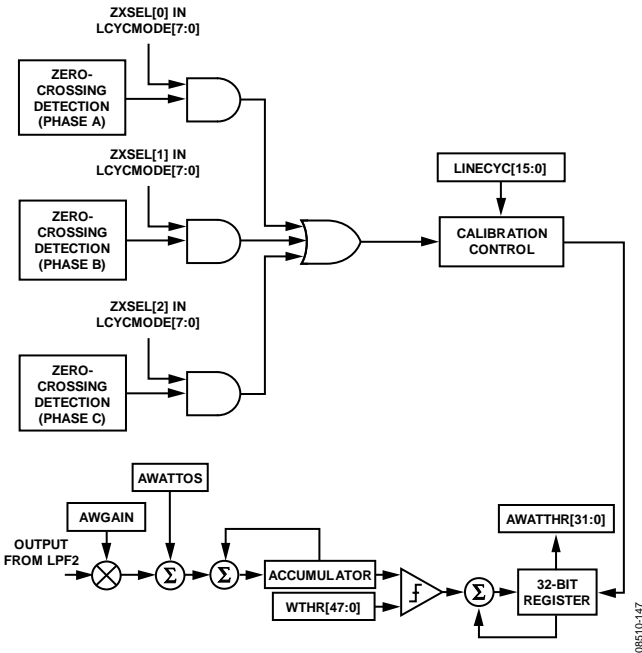 ZXSEL[0] IN
LCYCMODE[7:0]
ZERO-
CROSSING
DETECTION
(PHASE A)
ZXSEL[1] IN
LCYCMODE[7:0]
ZERO-
CROSSING
DETECTION
(PHASE B)
LINECYC[15:0]
CALIBRATION
CONTROL
ZXSEL[2] IN
LCYCMODE[7:0]
ZERO-
CROSSING
DETECTION
(PHASE C)
AWATTOS
AWGAIN
AWATTHR[31:0]
OUTPUT
FROM LPF2
Σ
Σ
ACCUMULATOR
WTHR[47:0]
Σ
32-BIT
REGISTER
08510-147